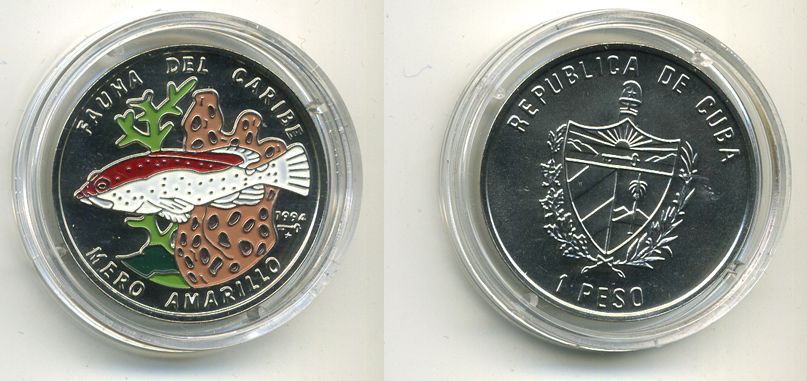 FAUNA DEL CARIBE
1994
MERO AMARILLO
REPUBLICA DE CUBA
1 PESO